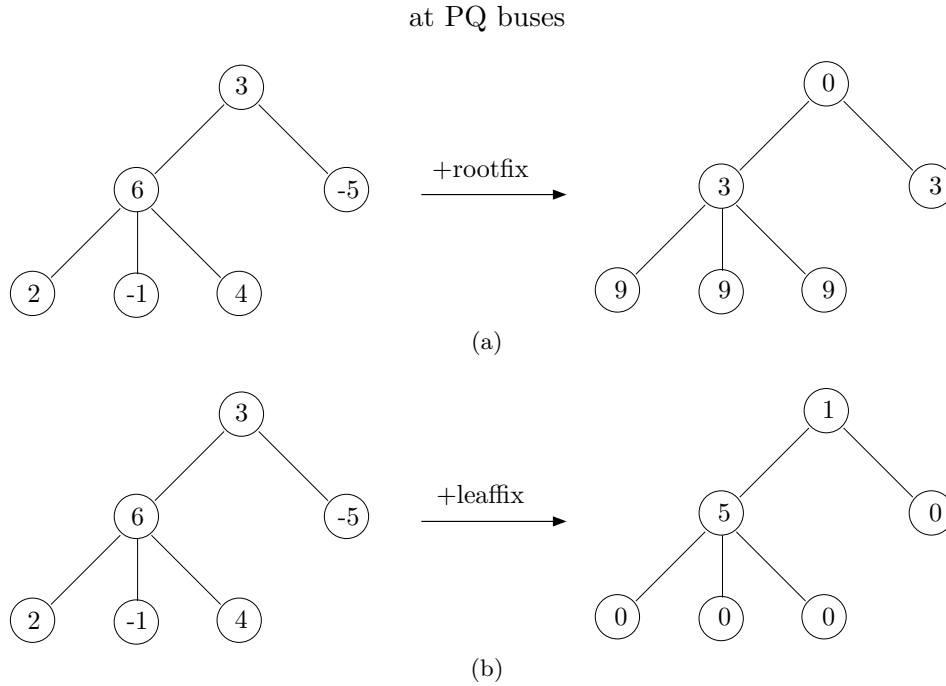 at PQ buses
3 0
6 -5 +rootfix 3 3
2 -1 4 9 9 9
(a)
3 1
6 -5 +leaffix 5 0
2 -1 4 0 0 0
(b)